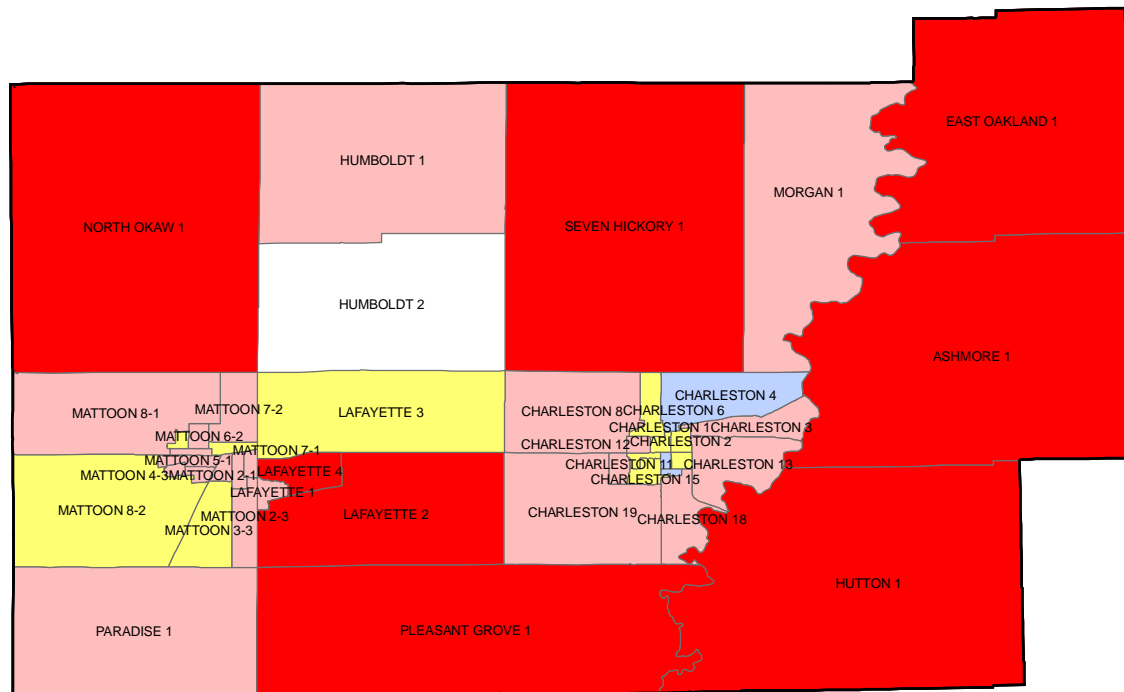 EAST OAKLAND 1
HUMBOLDT 1
MORGAN 1
NORTH OKAW 1
SEVEN HICKORY 1
HUMBOLDT 2
ASHMORE 1
CHARLESTON 4
MATTOON 7-2
MATTOON 8-1
LAFAYETTE 3
CHARLESTON 8
CHARLESTON 6
CHARLESTON 1
CHARLESTON 3
MATTOON 6-2
CHARLESTON 12
CHARLESTON 2
MATTOON 7-1
MATTOON 5-1
CHARLESTON 11
CHARLESTON 13
MATTOON 4-3
MATTOON 2-1
LAFAYETTE 4
CHARLESTON 15
LAFAYETTE 1
MATTOON 8-2
MATTOON 2-3
LAFAYETTE 2
CHARLESTON 19
CHARLESTON 18
MATTOON 3-3
HUTTON 1
PARADISE 1
PLEASANT GROVE 1